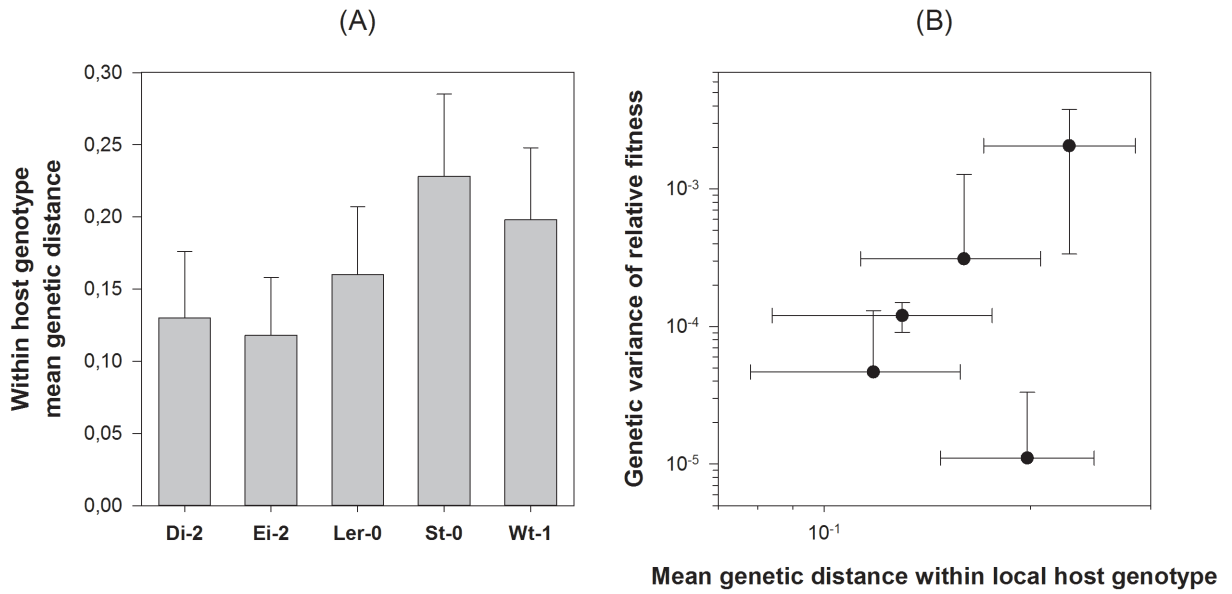 (A)
Within host genotype
mean genetic distance
0,30
0,25
0,20
0,15
0,10
0,05
0,00
Di-2
Ei-2
Ler-0
St-0
Wt-1
(B)
Genetic variance of relative fitness
10⁻³
10⁻⁴
10⁻⁵
10⁻¹
Mean genetic distance within local host genotype